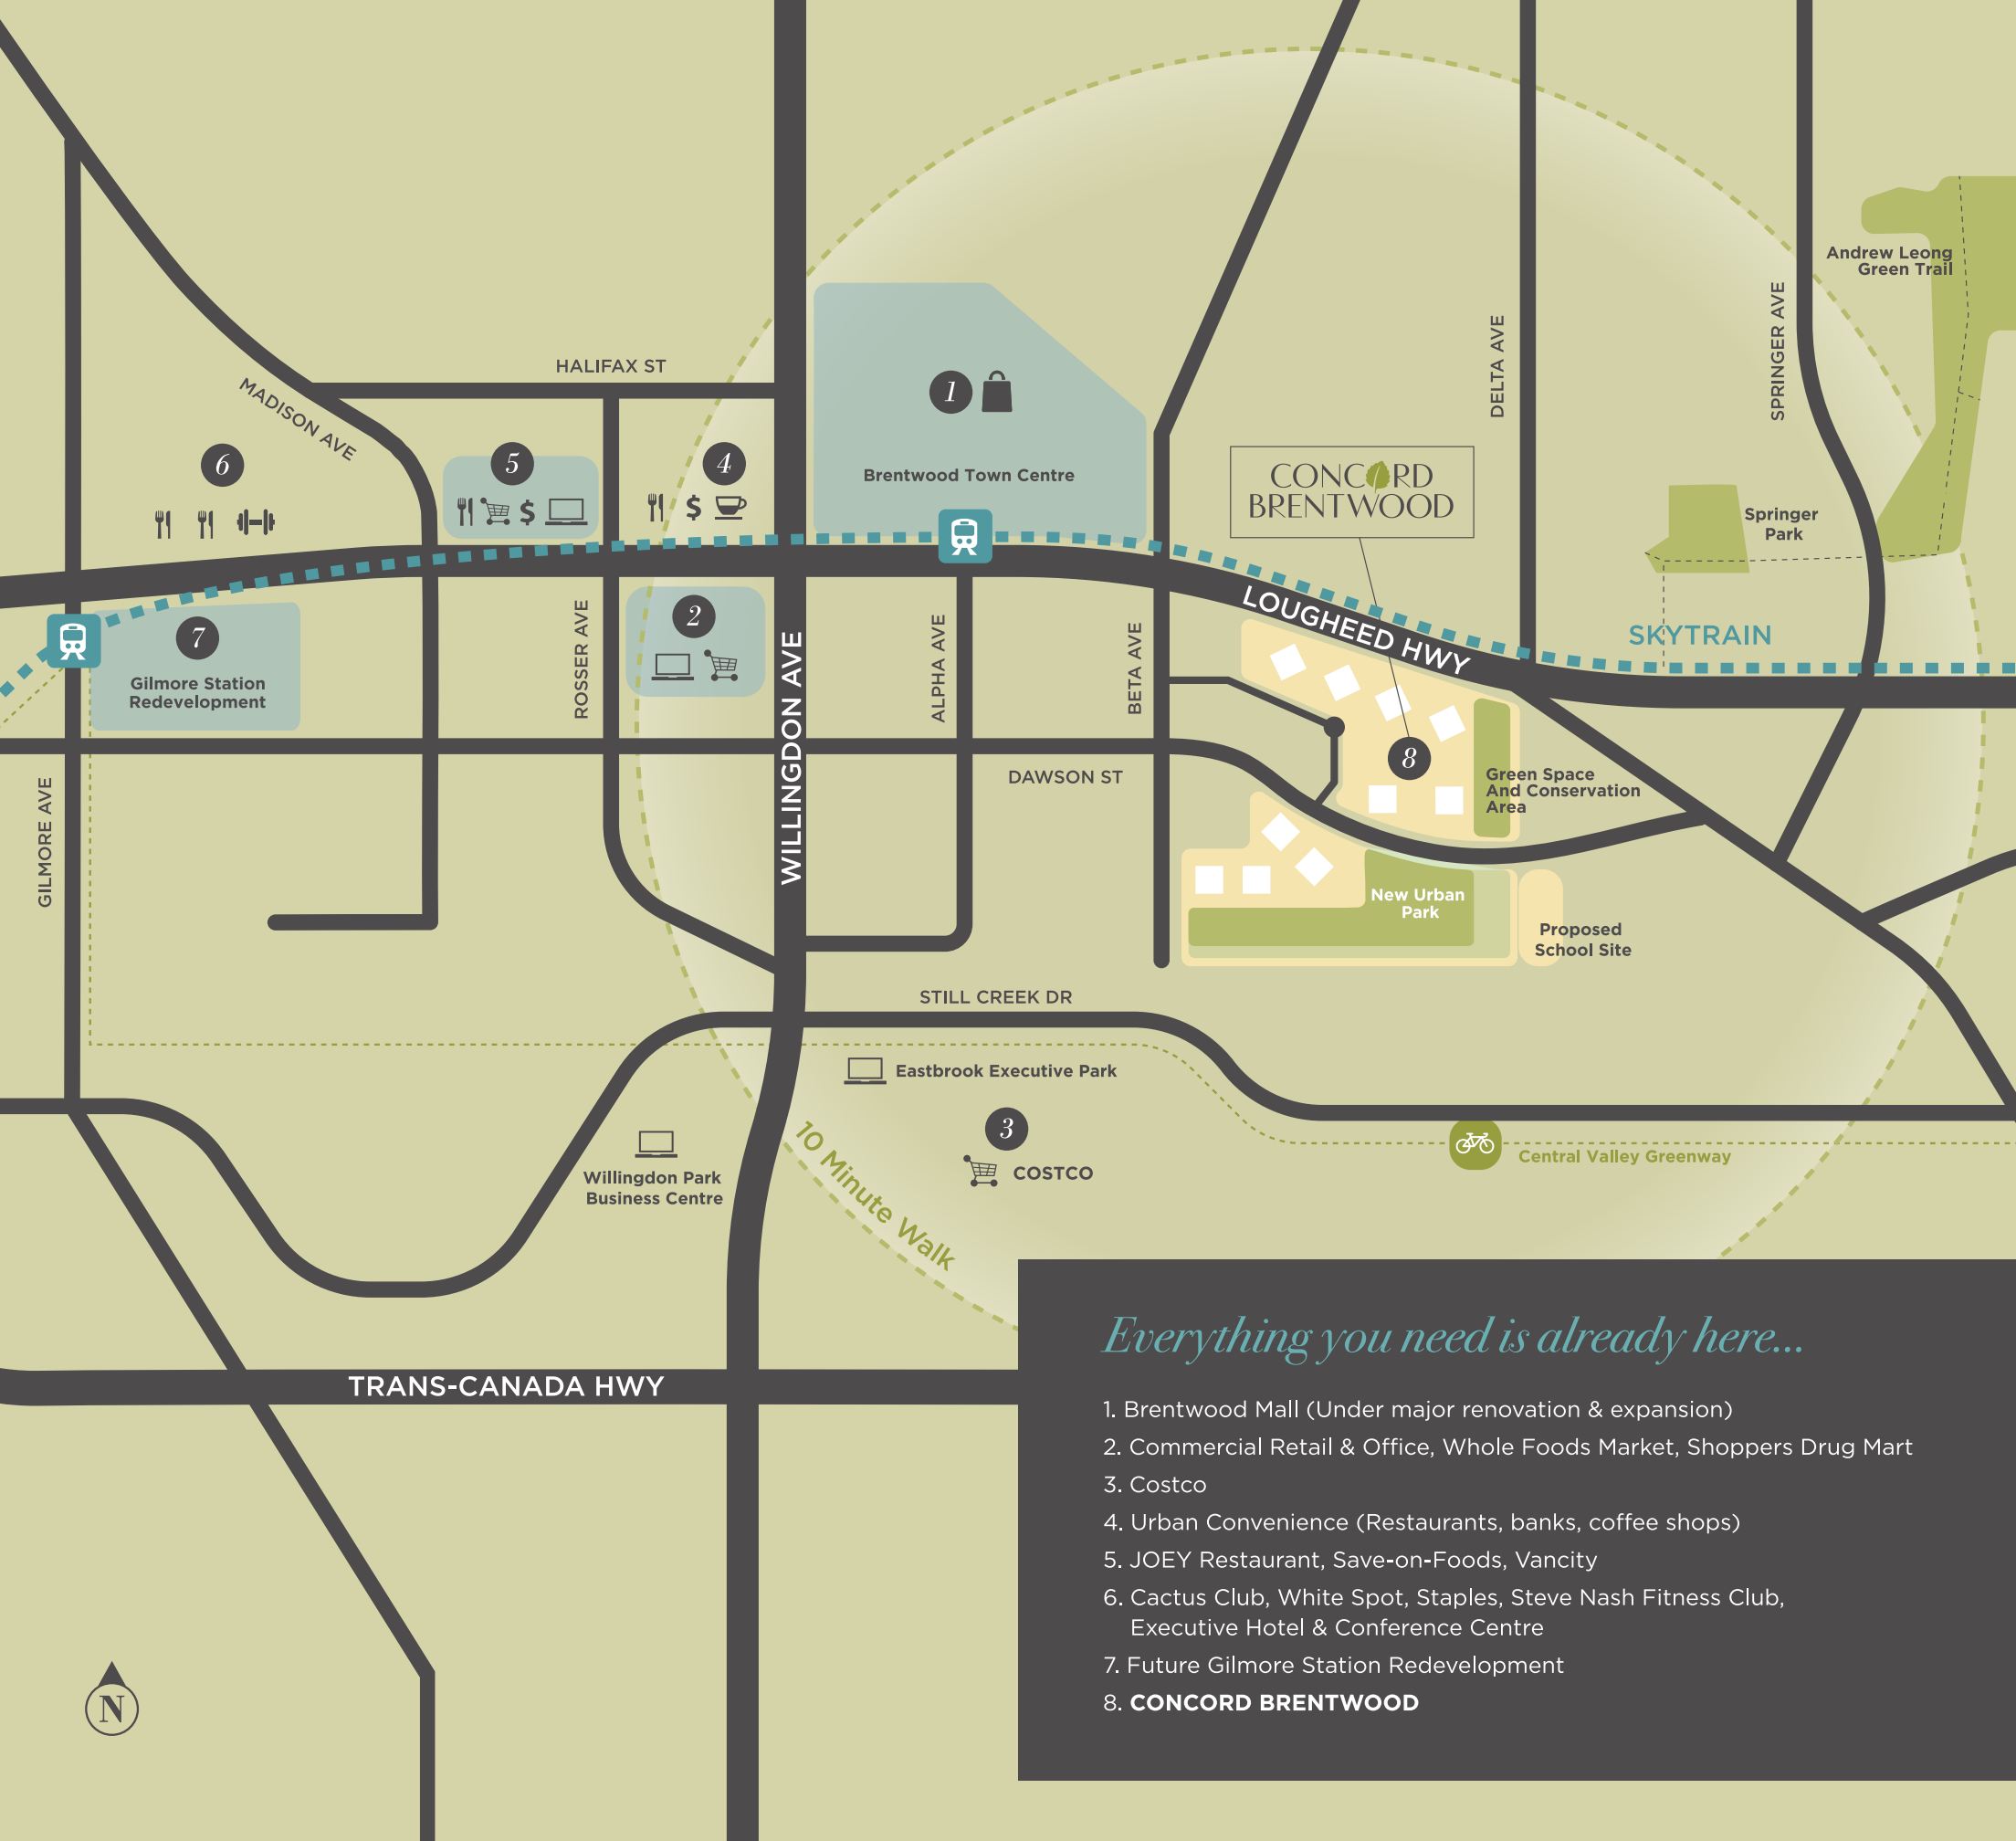 Andrew Leong
Green Trail
SPRINGER AVE
DELTA AVE
HALIFAX ST
MADISON AVE
1
Brentwood Town Centre
6
5
$
4
$
CONCORD
BRENTWOOD
Springer
Park
LOUGHEED HWY
SKYTRAIN
7
Gilmore Station
Redevelopment
ROSSER AVE
2
WILLINGDON AVE
ALPHA AVE
BETA AVE
GILMORE AVE
DAWSON ST
8
Green Space
And Conservation
Area
New Urban
Park
Proposed
School Site
STILL CREEK DR
Eastbrook Executive Park
3
COSTCO
Willingdon Park
Business Centre
10 Minute Walk
Central Valley Greenway
TRANS-CANADA HWY
N
Everything you need is already here...
1. Brentwood Mall (Under major renovation & expansion)
2. Commercial Retail & Office, Whole Foods Market, Shoppers Drug Mart
3. Costco
4. Urban Convenience (Restaurants, banks, coffee shops)
5. JOEY Restaurant, Save-on-Foods, Vancity
6. Cactus Club, White Spot, Staples, Steve Nash Fitness Club,
Executive Hotel & Conference Centre
7. Future Gilmore Station Redevelopment
8. CONCORD BRENTWOOD